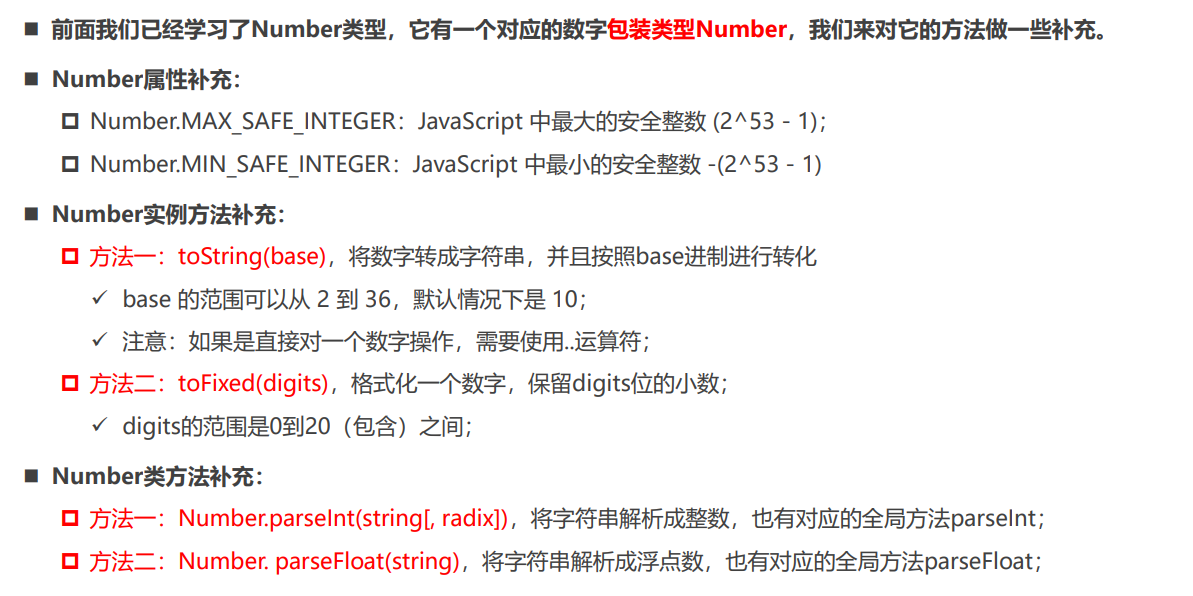 ■ 前面我们已经学习了Number类型，它有一个对应的数字包装类型Number，我们来对它的方法做一些补充。
■ Number属性补充：
Number.MAX_SAFE_INTEGER：JavaScript 中最大的安全整数 (2^53 - 1)；
Number.MIN_SAFE_INTEGER：JavaScript 中最小的安全整数 -(2^53 - 1)
■ Number实例方法补充：
方法一：toString(base)，将数字转成字符串，并且按照base进制进行转化
✓ base 的范围可以从 2 到 36，默认情况下是 10；
✓ 注意：如果是直接对一个数字操作，需要使用..运算符；
方法二：toFixed(digits)，格式化一个数字，保留digits位的小数；
✓ digits的范围是0到20（包含）之间；
■ Number类方法补充：
方法一：Number.parseInt(string[, radix])，将字符串解析成整数，也有对应的全局方法parseInt；
方法二：Number. parseFloat(string)，将字符串解析成浮点数，也有对应的全局方法parseFloat；